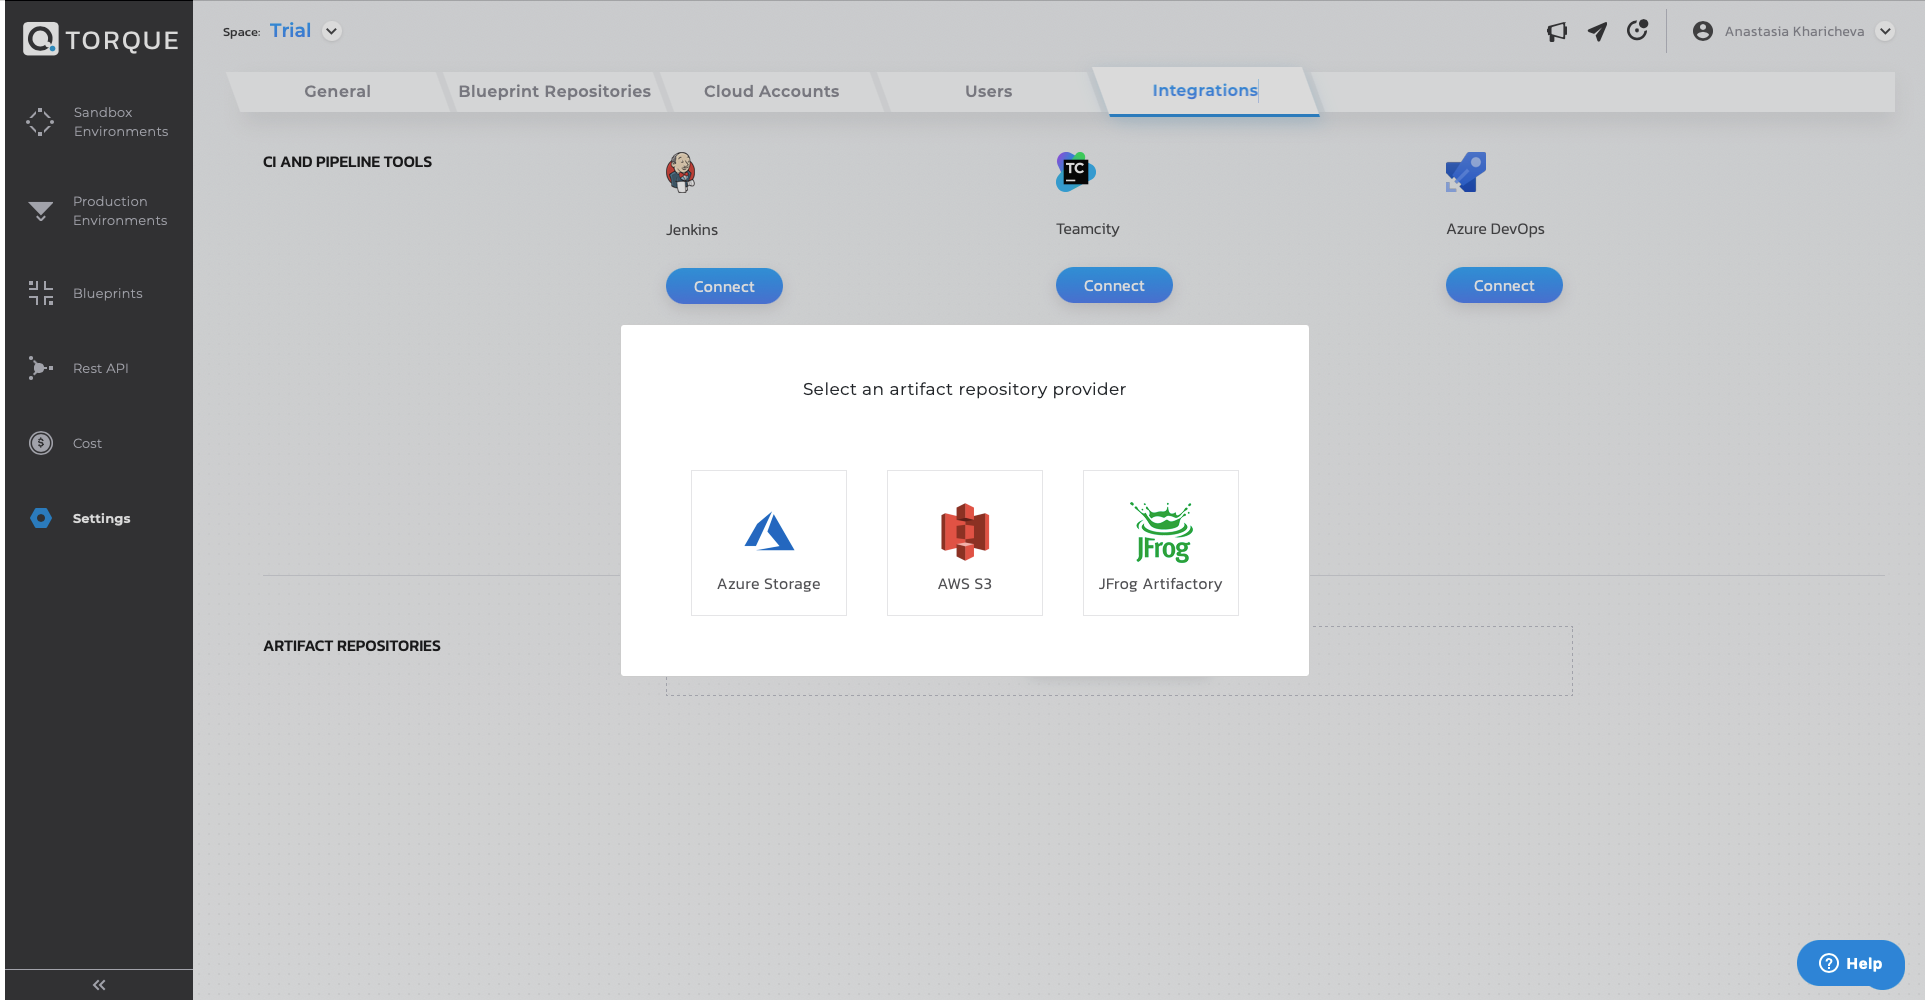 TORQUE
Space: Trial
Anastasia Kharicheva
General
Blueprint Repositories
Cloud Accounts
Users
Integrations
Sandbox
Environments
Production
Environments
Blueprints
Rest API
Cost
Settings
CI AND PIPELINE TOOLS
TC
Jenkins
Teamcity
Azure DevOps
Connect
Connect
Connect
Select an artifact repository provider
JFrog
Azure Storage
AWS S3
JFrog Artifactory
ARTIFACT REPOSITORIES
Help